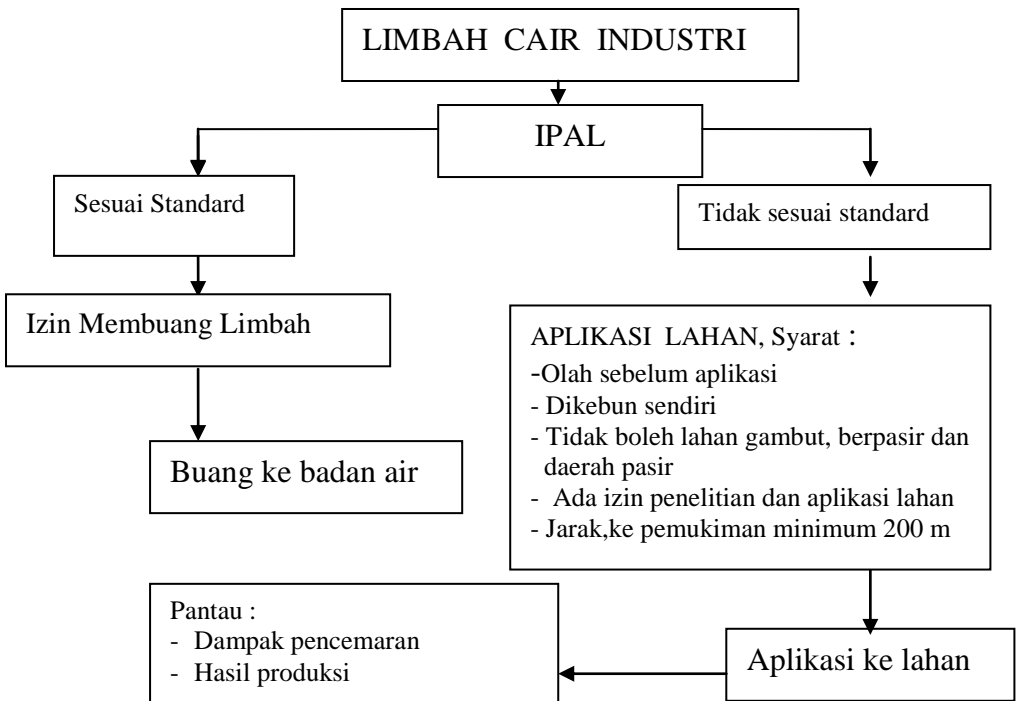 LIMBAH CAIR INDUSTRI
IPAL
Sesuai Standard
Tidak sesuai standard
Izin Membuang Limbah
Buang ke badan air
APLIKASI LAHAN, Syarat :
-Olah sebelum aplikasi
- Dikebun sendiri
- Tidak boleh lahan gambut, berpasir dan
daerah pasir
- Ada izin penelitian dan aplikasi lahan
- Jarak,ke pemukiman minimum 200 m
Aplikasi ke lahan
Pantau :
- Dampak pencemaran
- Hasil produksi